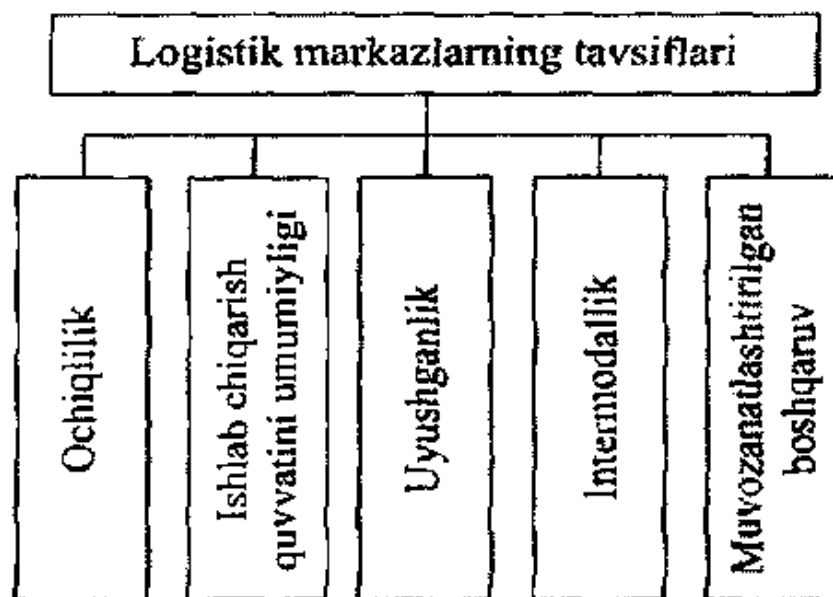 Logistik markazlarning tavsiflari
Ochiqlilik
Ishlab chiqarish
quvvatini umumiyligi
Uyushganlik
Intermodallik
Muvozanatlashtirilgan
boshqaruv